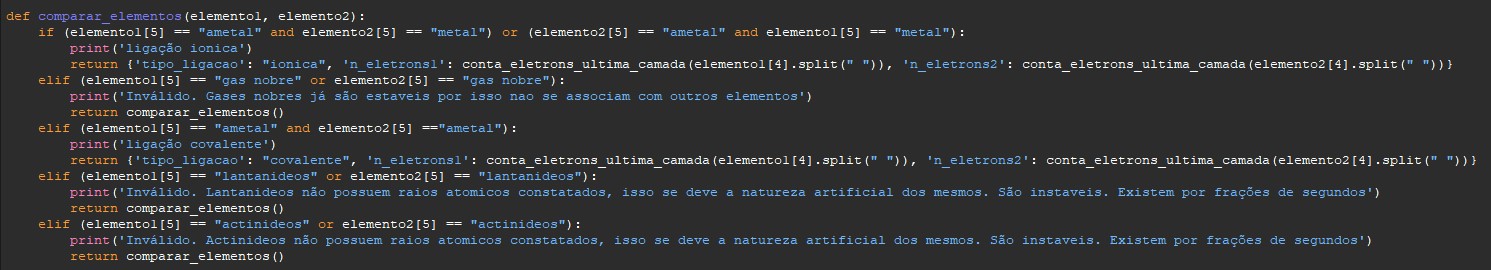 def comparar_elementos(elemento1, elemento2):
    if (elemento1[5] == "ametal" and elemento2[5] == "metal") or (elemento2[5] == "ametal" and elemento1[5] == "metal"):
        print('ligação ionica')
        return {'tipo_ligacao': "ionica", 'n_eletrons1': conta_eletrons_ultima_camada(elemento1[4].split(" ")), 'n_eletrons2': conta_eletrons_ultima_camada(elemento2[4].split(" "))}
    elif (elemento1[5] == "gas nobre" or elemento2[5] == "gas nobre"):
        print('Inválido. Gases nobres já são estaveis por isso nao se associam com outros elementos')
        return comparar_elementos()
    elif (elemento1[5] == "ametal" and elemento2[5] =="ametal"):
        print('ligação covalente')
        return {'tipo_ligacao': "covalente", 'n_eletrons1': conta_eletrons_ultima_camada(elemento1[4].split(" ")), 'n_eletrons2': conta_eletrons_ultima_camada(elemento2[4].split(" "))}
    elif (elemento1[5] == "lantanideos" or elemento2[5] == "lantanideos"):
        print('Inválido. Lantanideos não possuem raios atomicos constatados, isso se deve a natureza artificial dos mesmos. São instaveis. Existem por frações de segundos')
        return comparar_elementos()
    elif (elemento1[5] == "actinideos" or elemento2[5] == "actinideos"):
        print('Inválido. Actinideos não possuem raios atomicos constatados, isso se deve a natureza artificial dos mesmos. São instaveis. Existem por frações de segundos')
        return comparar_elementos()